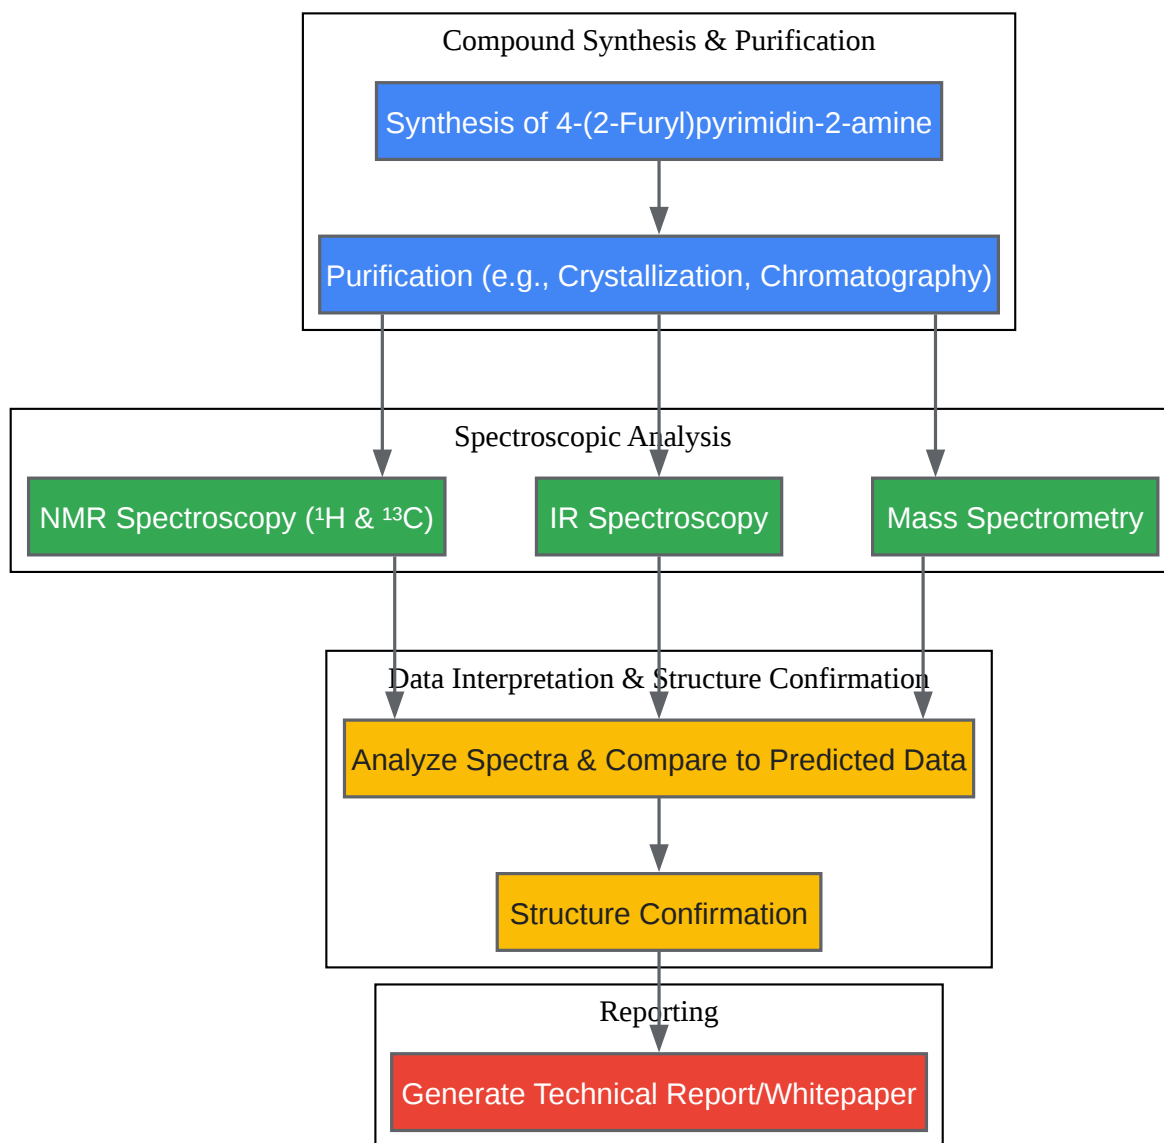 Compound Synthesis & Purification
Synthesis of 4-(2-Furyl)pyrimidin-2-amine
Purification (e.g., Crystallization, Chromatography)
Spectroscopic Analysis
NMR Spectroscopy (¹H & ¹³C)
IR Spectroscopy
Mass Spectrometry
Data Interpretation & Structure Confirmation
Analyze Spectra & Compare to Predicted Data
Structure Confirmation
Reporting
Generate Technical Report/Whitepaper